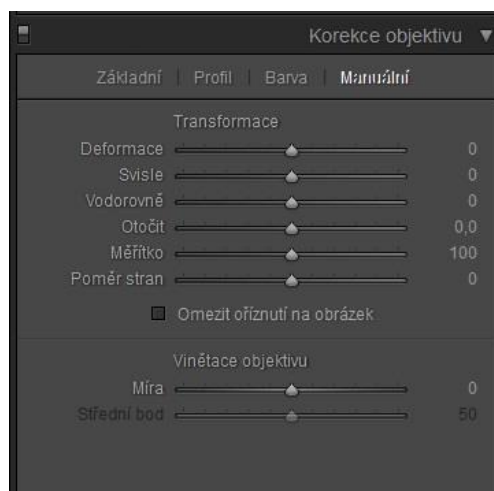 Korekce objektivu
Základní | Profil | Barva | Manuální
Transformace
Deformace 0
Svisle 0
Vodorovně 0
Otočit 0,0
Měřítko 100
Poměr stran 0
Omezit oříznutí na obrázek
Vinětace objektivu
Míra 0
Střední bod 50